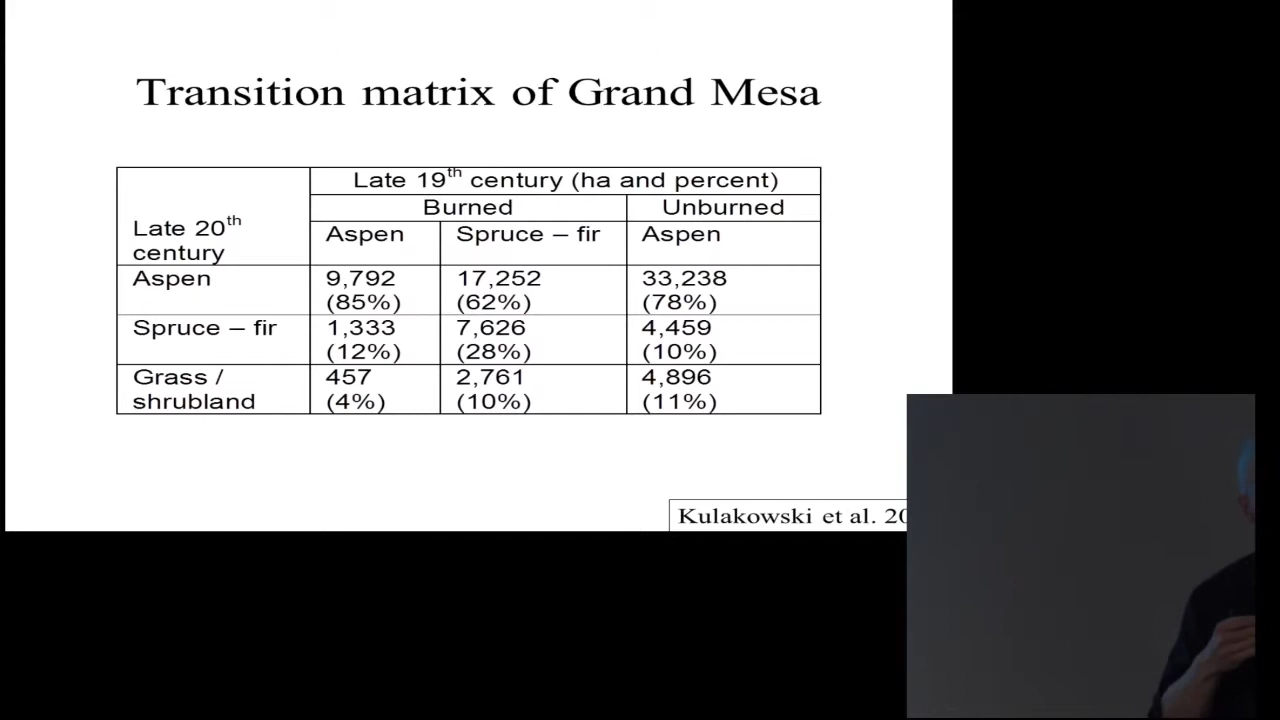 Transition matrix of Grand Mesa
Late 19th century (ha and percent)
Burned Unburned
Late 20th century Aspen Spruce – fir Aspen
Aspen 9,792 (85%) 17,252 (62%) 33,238 (78%)
Spruce – fir 1,333 (12%) 7,626 (28%) 4,459 (10%)
Grass / shrubland 457 (4%) 2,761 (10%) 4,896 (11%)
Kulakowski et al. 20